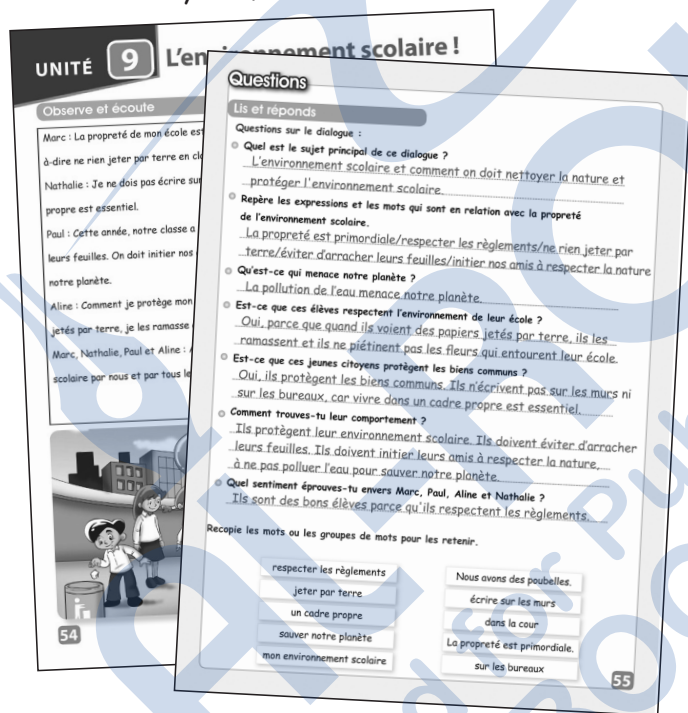 UNITÉ 9 L'environnement scolaire !
Observe et écoute
Marc : La propreté de mon école est
à-dire ne rien jeter par terre en cl
Nathalie : Je ne dois pas écrire sur
propre est essentiel.
Paul : Cette année, notre classe a
leurs feuilles. On doit initier nos
notre planète.
Aline : Comment je protège mon
jetés par terre, je les ramasse
Marc, Nathalie, Paul et Aline :
scolaire par nous et par tous le
54
Questions
Lis et réponds
Questions sur le dialogue :
Quel est le sujet principal de ce dialogue ?
L'environnement scolaire et comment on doit nettoyer la nature et
protéger l'environnement scolaire.
Repère les expressions et les mots qui sont en relation avec la propreté
de l'environnement scolaire.
La propreté est primordiale/respecter les règlements/ne rien jeter par
terre/éviter d'arracher leurs feuilles/initier nos amis à respecter la nature
Qu'est-ce qui menace notre planète ?
La pollution de l'eau menace notre planète.
Est-ce que ces élèves respectent l'environnement de leur école ?
Oui, parce que quand ils voient des papiers jetés par terre, ils les
ramassent et ils ne piétinent pas les fleurs qui entourent leur école.
Est-ce que ces jeunes citoyens protègent les biens communs ?
Oui, ils protègent les biens communs. Ils n'écrivent pas sur les murs ni
sur les bureaux, car vivre dans un cadre propre est essentiel.
Comment trouves-tu leur comportement ?
Ils protègent leur environnement scolaire. Ils doivent éviter d'arracher
leurs feuilles. Ils doivent initier leurs amis à respecter la nature,
à ne pas polluer l'eau pour sauver notre planète.
Quel sentiment éprouves-tu envers Marc, Paul, Aline et Nathalie ?
Ils sont des bons élèves parce qu'ils respectent les règlements.
Recopie les mots ou les groupes de mots pour les retenir.
respecter les règlements
jeter par terre
un cadre propre
sauver notre planète
mon environnement scolaire
Nous avons des poubelles.
écrire sur les murs
dans la cour
La propreté est primordiale.
sur les bureaux
55